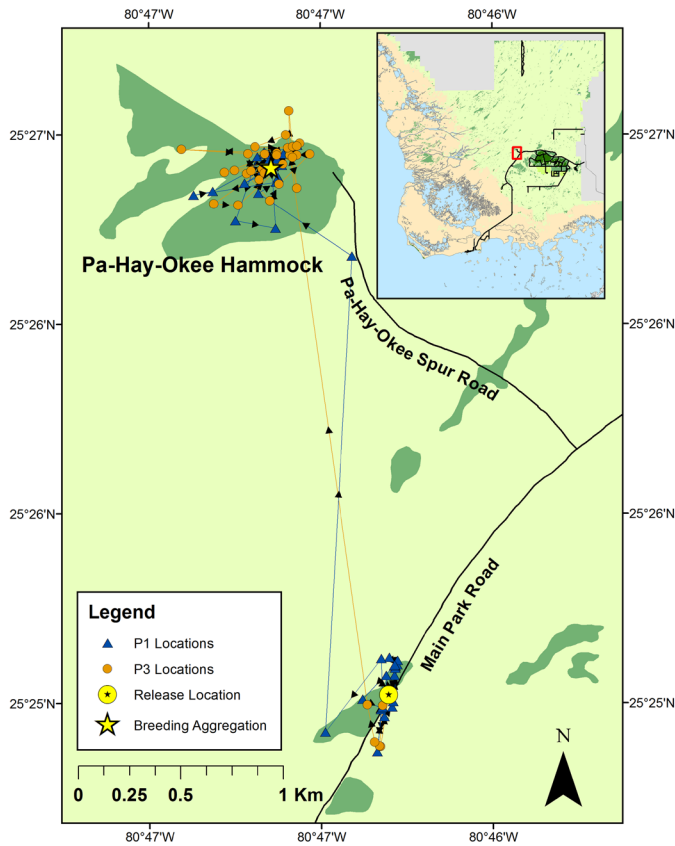 80°47'W 80°47'W 80°46'W
25°27'N 25°27'N
Pa-Hay-Okee Hammock
Pa-Hay-Okee Spur Road
25°26'N 25°26'N
25°26'N 25°26'N
Main Park Road
Legend
P1 Locations
P3 Locations
Release Location
Breeding Aggregation
25°25'N 25°25'N
N
0 0.25 0.5 1 Km
80°47'W 80°47'W 80°46'W